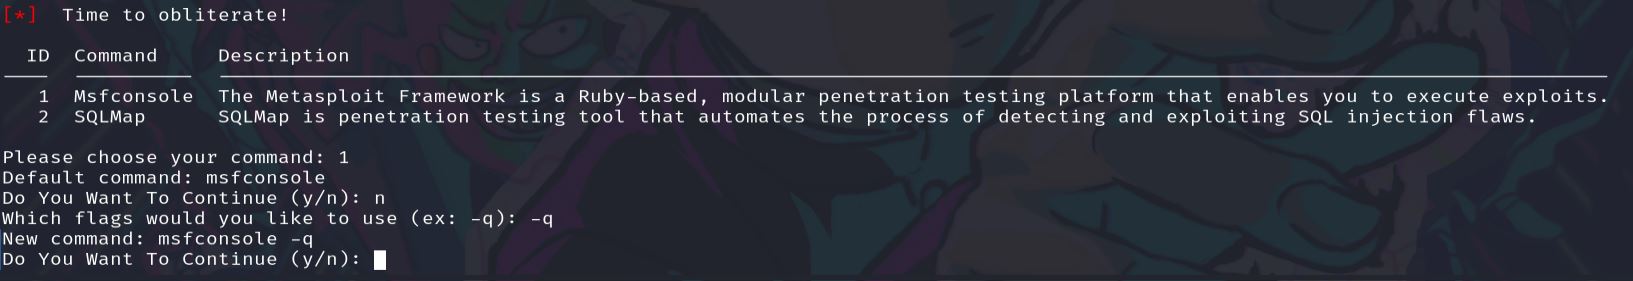 [*]  Time to obliterate!
ID  Command  Description
1  Msfconsole  The Metasploit Framework is a Ruby-based, modular penetration testing platform that enables you to execute exploits.
2  SQLMap  SQLMap is penetration testing tool that automates the process of detecting and exploiting SQL injection flaws.
Please choose your command: 1
Default command: msfconsole
Do You Want To Continue (y/n): n
Which flags would you like to use (ex: -q): -q
New command: msfconsole -q
Do You Want To Continue (y/n):